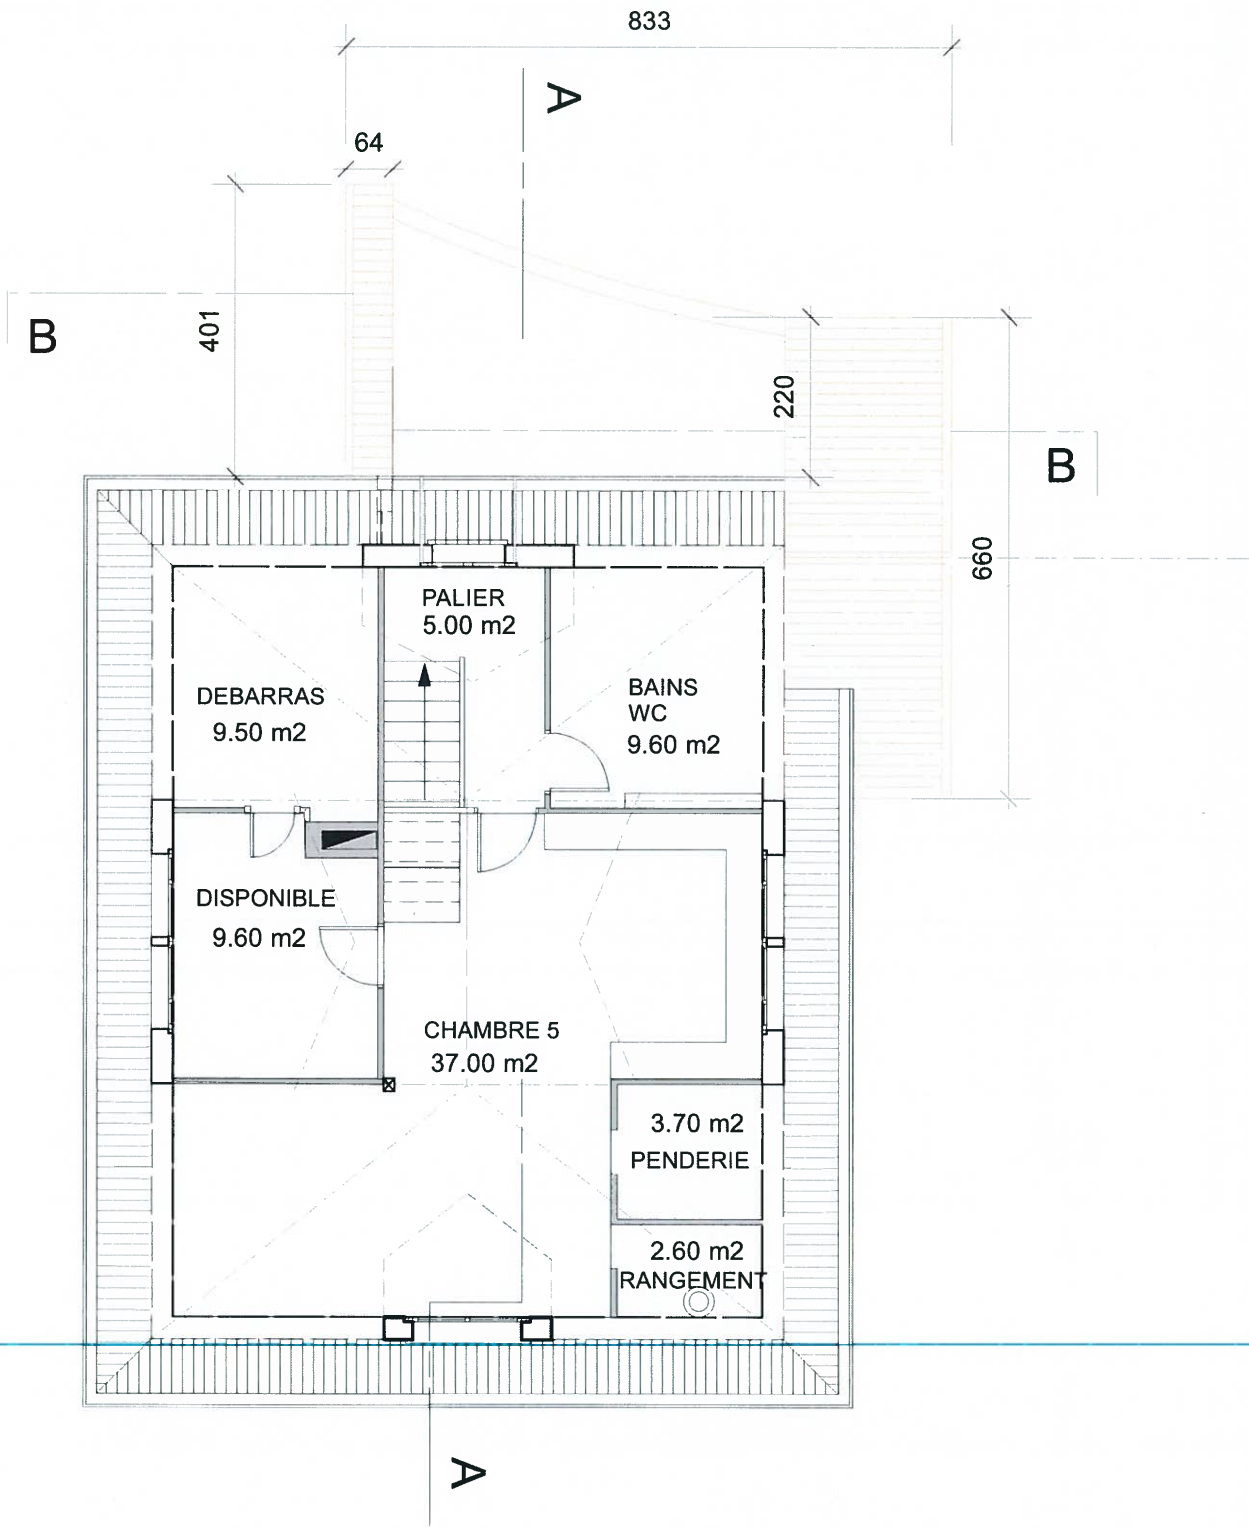 833
A
64
401
B
220
B
660
PALIER
5.00 m2
DEBARRAS
9.50 m2
BAINS
WC
9.60 m2
DISPONIBLE
9.60 m2
CHAMBRE 5
37.00 m2
3.70 m2
PENDERIE
2.60 m2
RANGEMENT
A